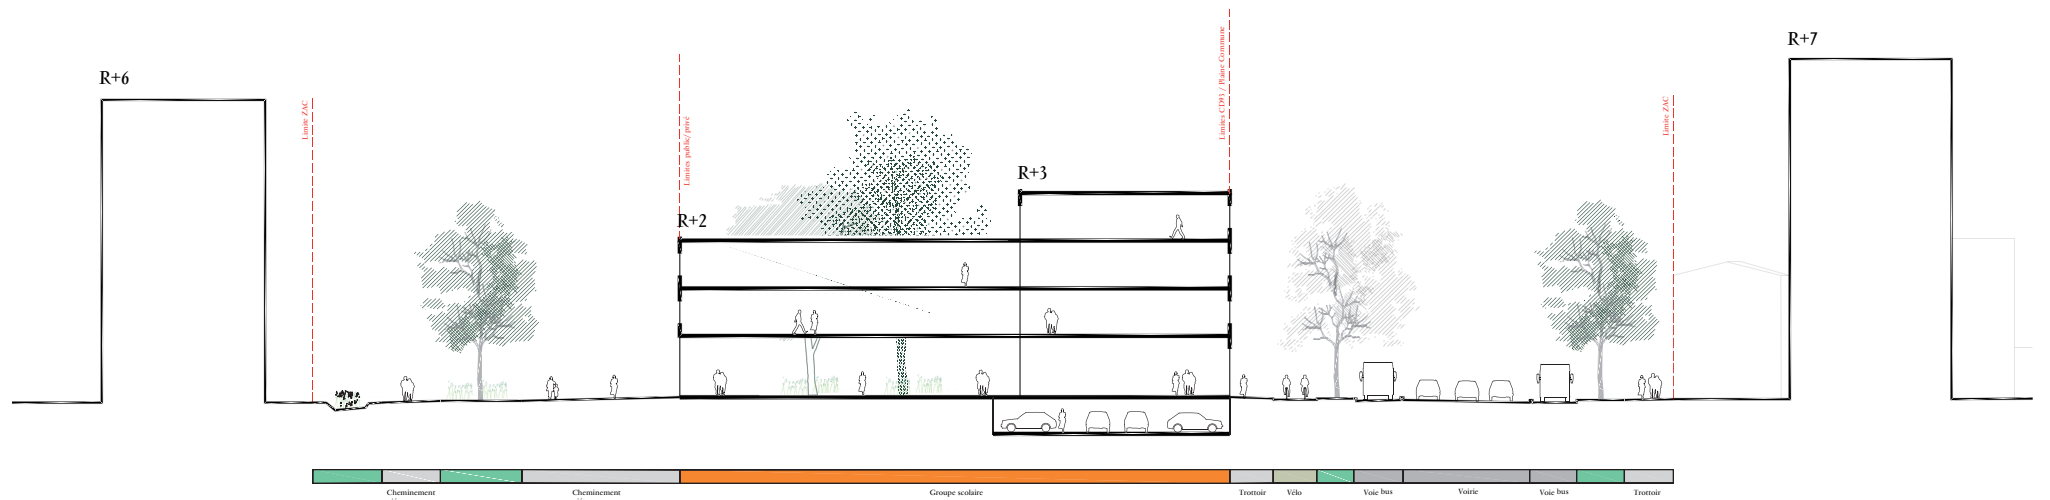 R+6
Limite ZAC
Limites public/privé
R+2
R+3
Limites CD93 / Plaine Commune
Limite ZAC
R+7
Cheminement
Cheminement
Groupe scolaire
Trottoir
Vélo
Voie bus
Voirie
Voie bus
Trottoir